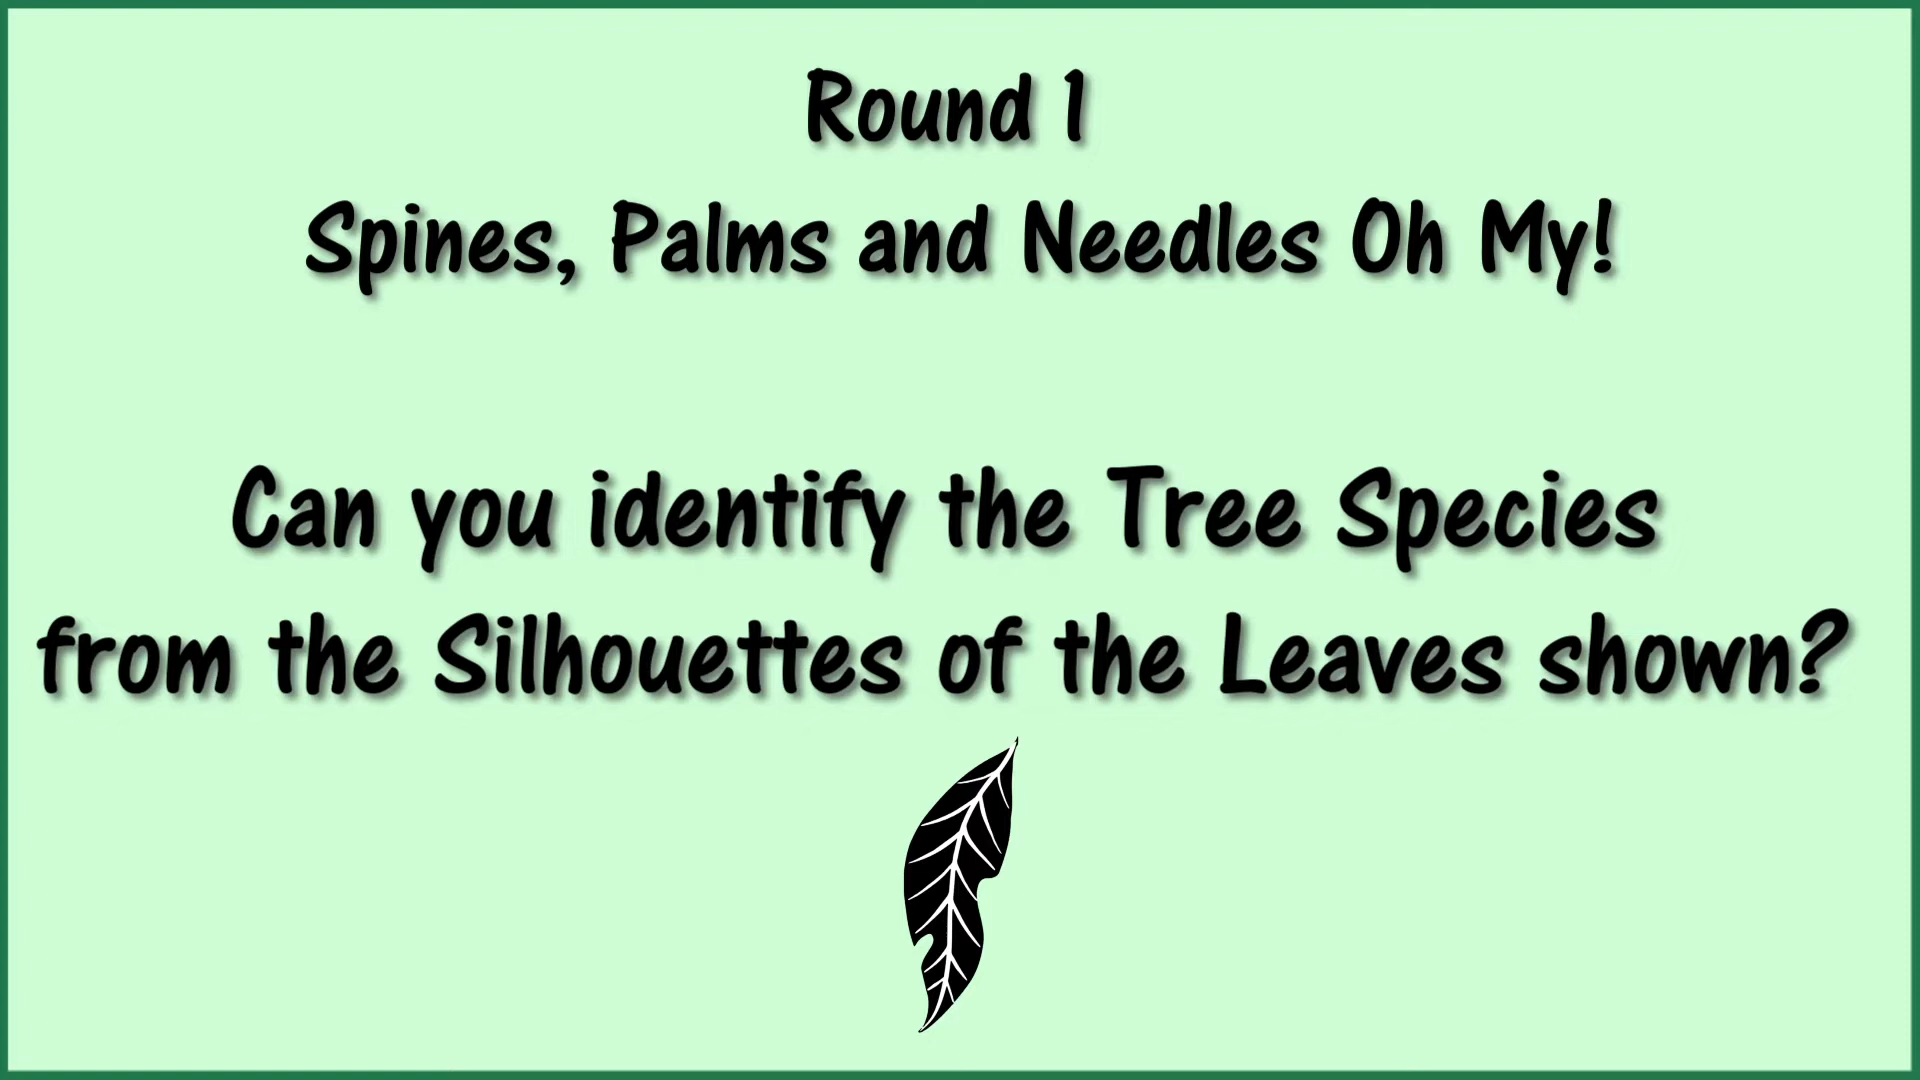 Round 1
Spines, Palms and Needles Oh My!
Can you identify the Tree Species
from the Silhouettes of the Leaves shown?